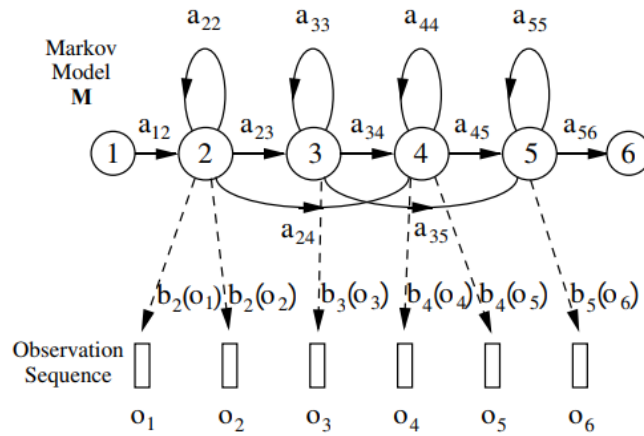 a22 a33 a44 a55
Markov
Model
M
a12 a23 a34 a45 a56
1 2 3 4 5 6
a24 a35
b2(o1) b2(o2) b3(o3) b4(o4) b4(o5) b5(o6)
Observation
Sequence
o1 o2 o3 o4 o5 o6